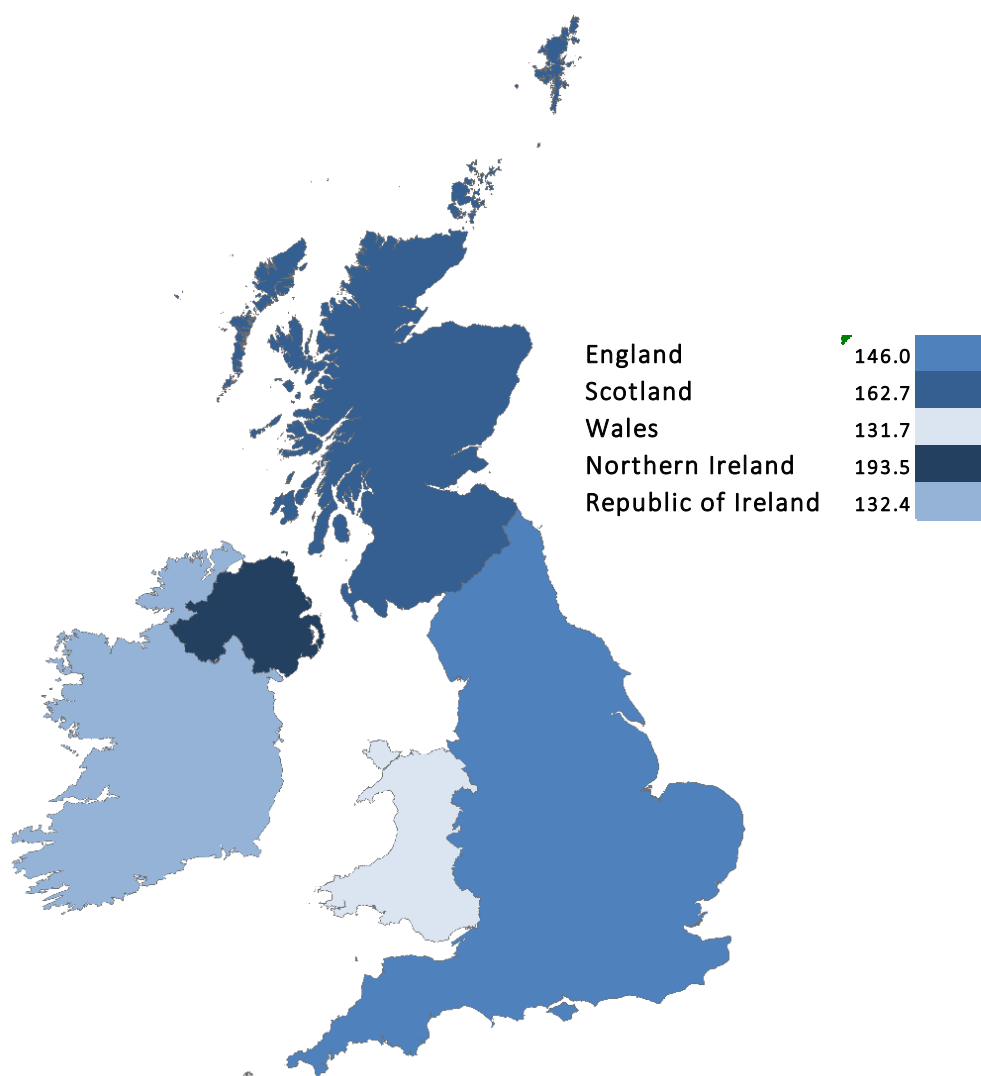 England 146.0
Scotland 162.7
Wales 131.7
Northern Ireland 193.5
Republic of Ireland 132.4